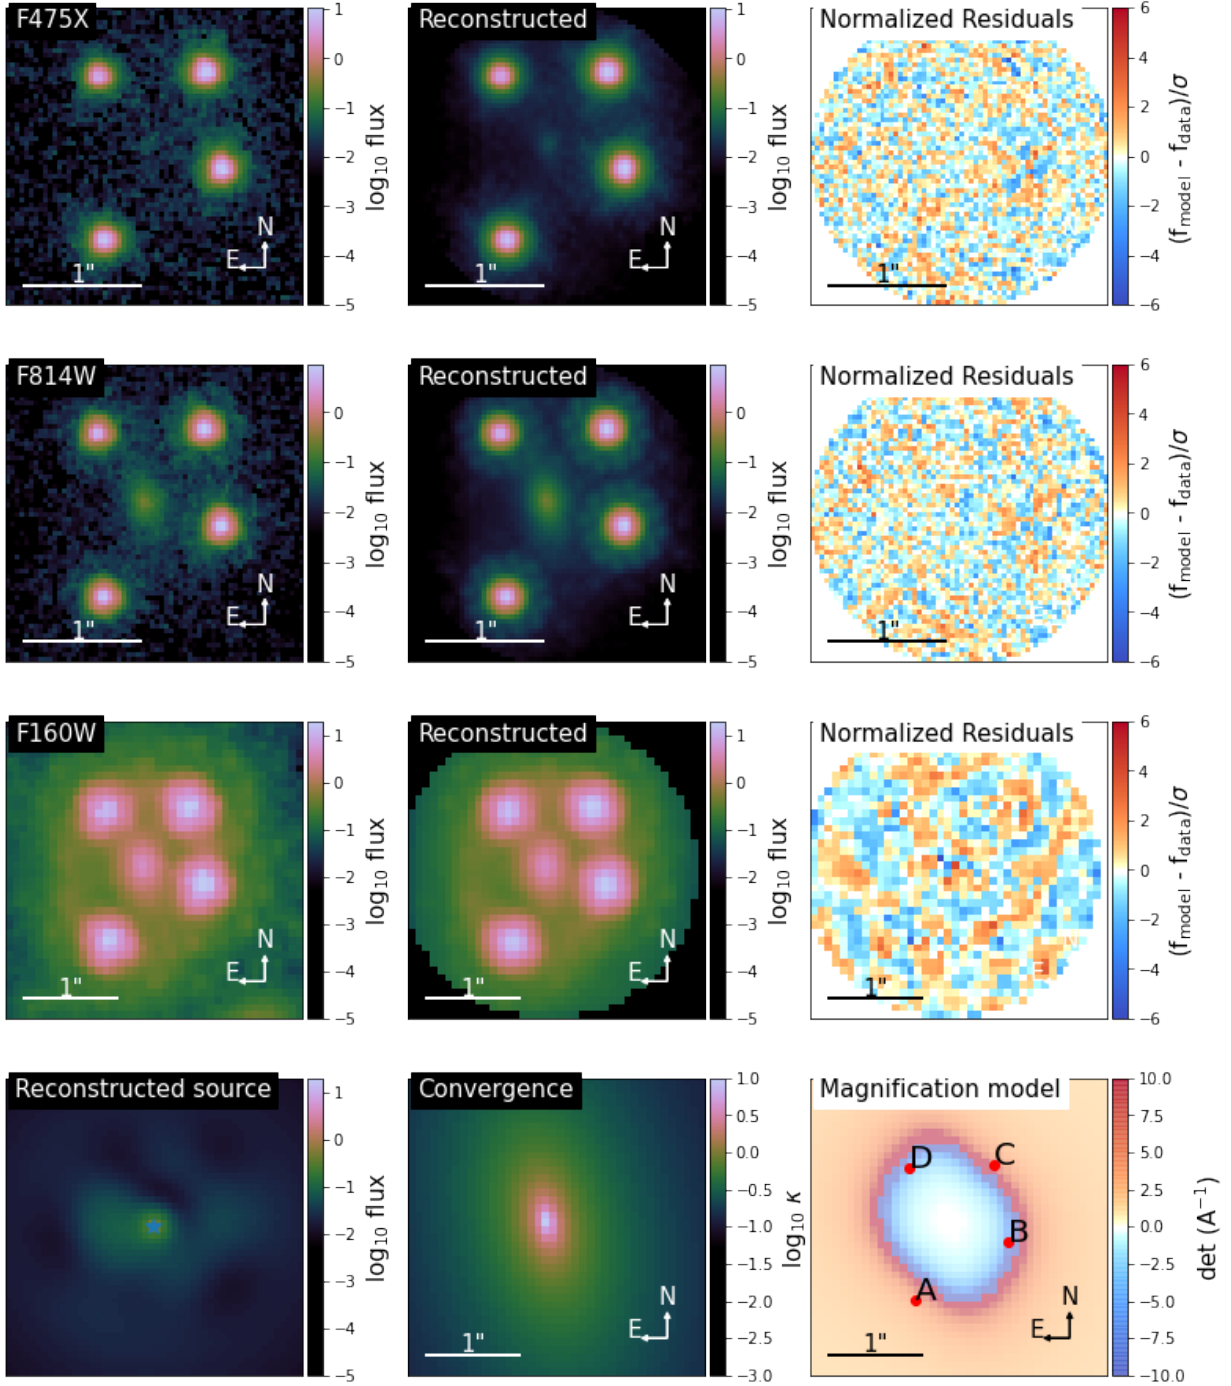 F475X
1
0
−1
−2
−3
−4
−5
log₁₀ flux
N
E
1"
Reconstructed
1
0
−1
−2
−3
−4
−5
log₁₀ flux
N
E
1"
Normalized Residuals
6
4
2
0
−2
−4
−6
(f_model - f_data)/σ
1"
F814W
0
−1
−2
−3
−4
−5
log₁₀ flux
N
E
1"
Reconstructed
0
−1
−2
−3
−4
−5
log₁₀ flux
N
E
1"
Normalized Residuals
6
4
2
0
−2
−4
−6
(f_model - f_data)/σ
1"
F160W
1
0
−1
−2
−3
−4
−5
log₁₀ flux
N
E
1"
Reconstructed
1
0
−1
−2
−3
−4
−5
log₁₀ flux
N
E
1"
Normalized Residuals
6
4
2
0
−2
−4
−6
(f_model - f_data)/σ
N
E
1"
Reconstructed source
1
0
−1
−2
−3
−4
−5
log₁₀ flux
Convergence
1.0
0.5
0.0
−0.5
−1.0
−1.5
−2.0
−2.5
−3.0
log₁₀ κ
N
E
1"
Magnification model
10.0
7.5
5.0
2.5
0.0
−2.5
−5.0
−7.5
−10.0
det (A⁻¹)
D
C
B
A
N
E
1"